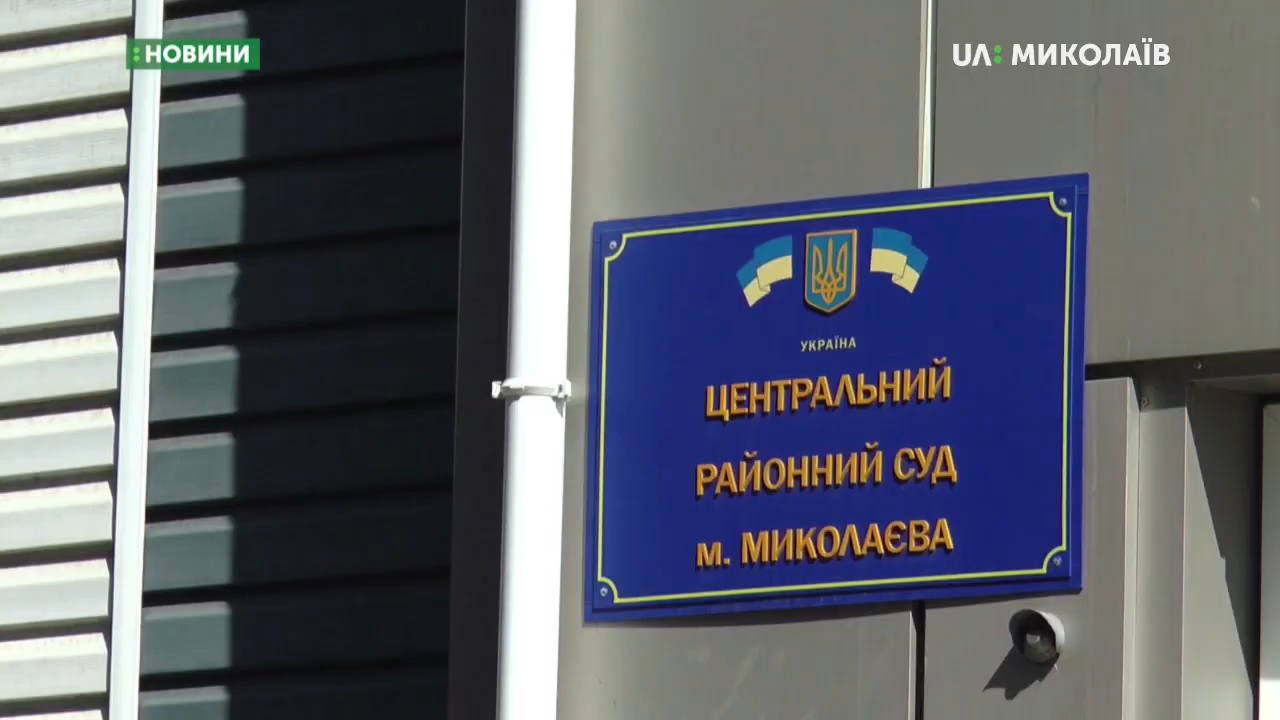 :НОВИНИ
UA: МИКОЛАЇВ
УКРАЇНА
ЦЕНТРАЛЬНИЙ
РАЙОННИЙ СУД
м. МИКОЛАЄВА